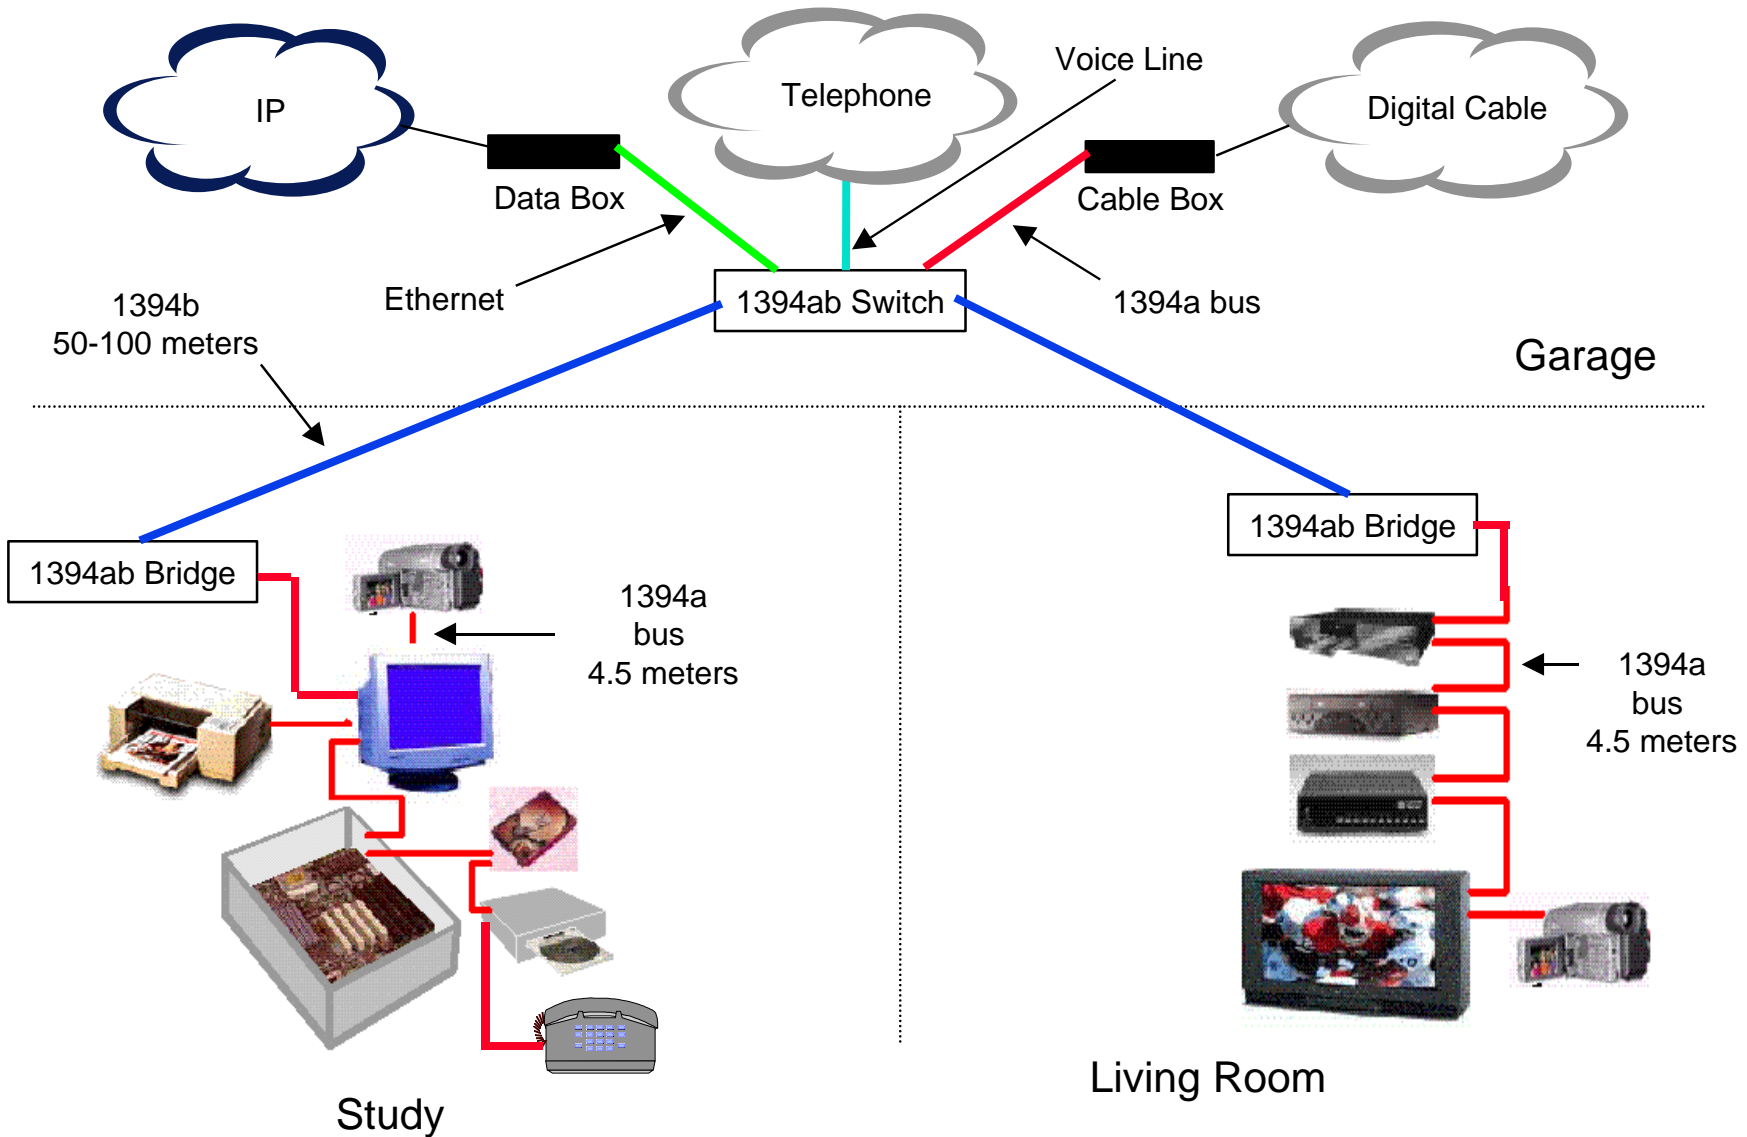 IP
Telephone
Voice Line
Digital Cable
Data Box
Cable Box
Ethernet
1394ab Switch
1394a bus
1394b
50-100 meters
Garage
1394ab Bridge
1394ab Bridge
1394a
bus
4.5 meters
1394a
bus
4.5 meters
Living Room
Study